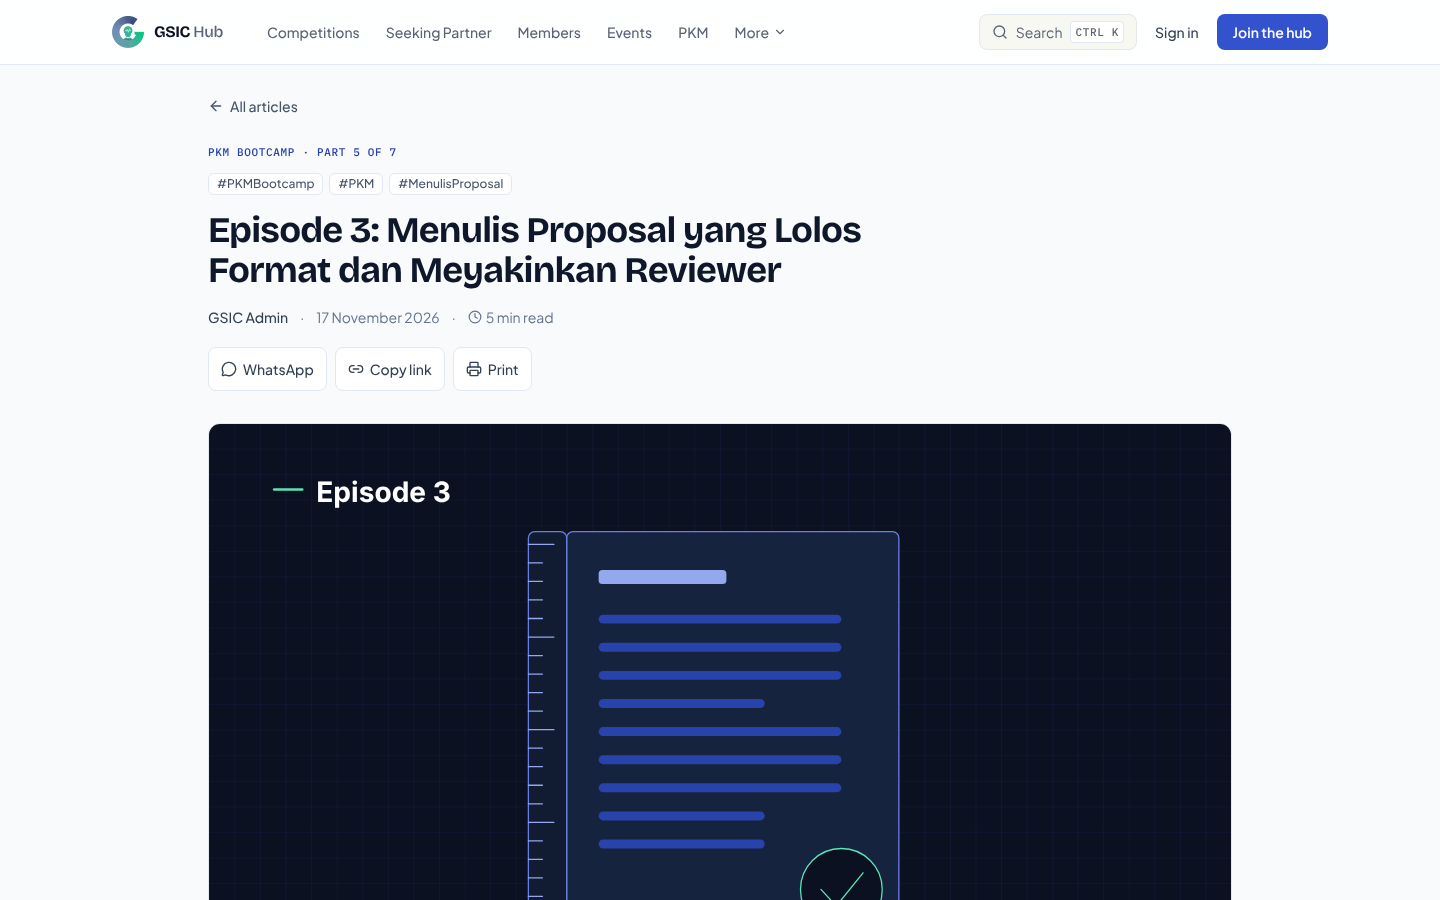 GSIC Hub
Competitions
Seeking Partner
Members
Events
PKM
More
Search
CTRL K
Sign in
Join the hub
All articles
PKM BOOTCAMP · PART 5 OF 7
#PKMBootcamp
#PKM
#MenulisProposal
Episode 3: Menulis Proposal yang Lolos
Format dan Meyakinkan Reviewer
GSIC Admin · 17 November 2026 · 5 min read
WhatsApp
Copy link
Print
Episode 3